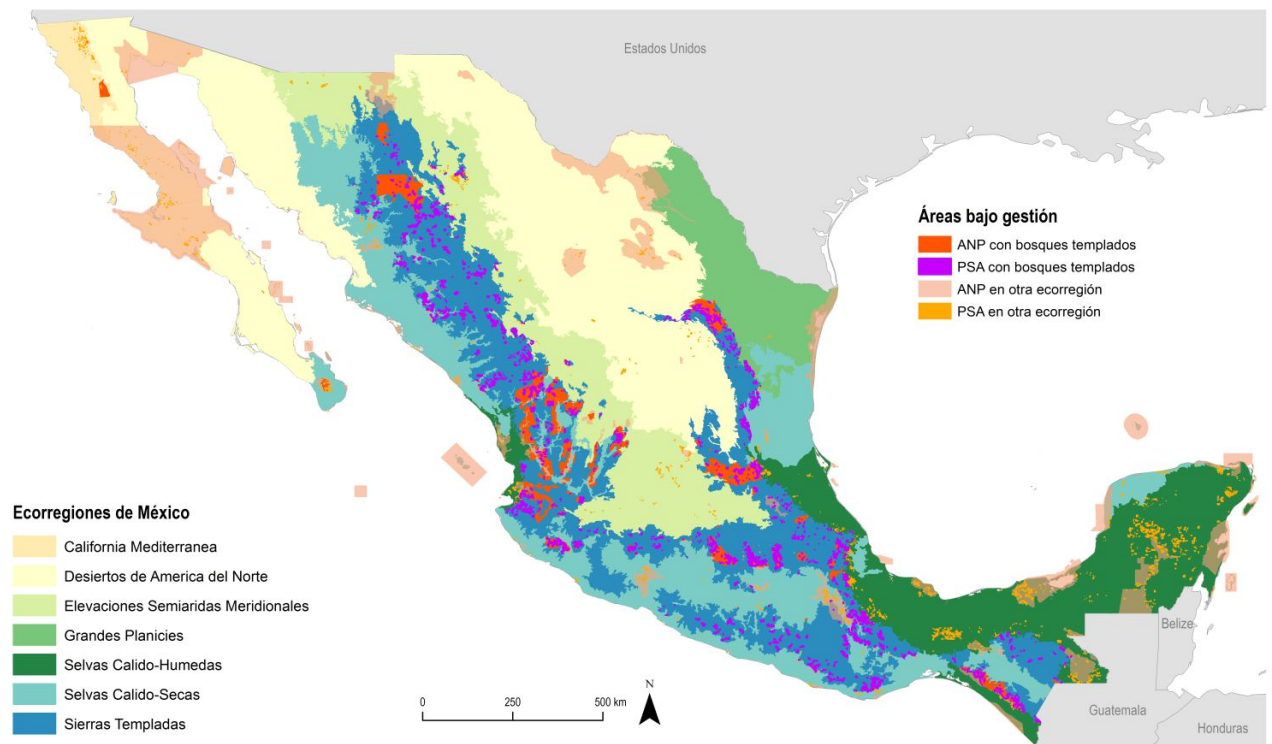 Estados Unidos
Áreas bajo gestión
ANP con bosques templados
PSA con bosques templados
ANP en otra ecorregión
PSA en otra ecorregión
Ecorregiones de México
California Mediterranea
Desiertos de America del Norte
Elevaciones Semiaridas Meridionales
Grandes Planicies
Selvas Calido-Humedas
Selvas Calido-Secas
Sierras Templadas
0 250 500 km
N
Belize
Guatemala
Honduras